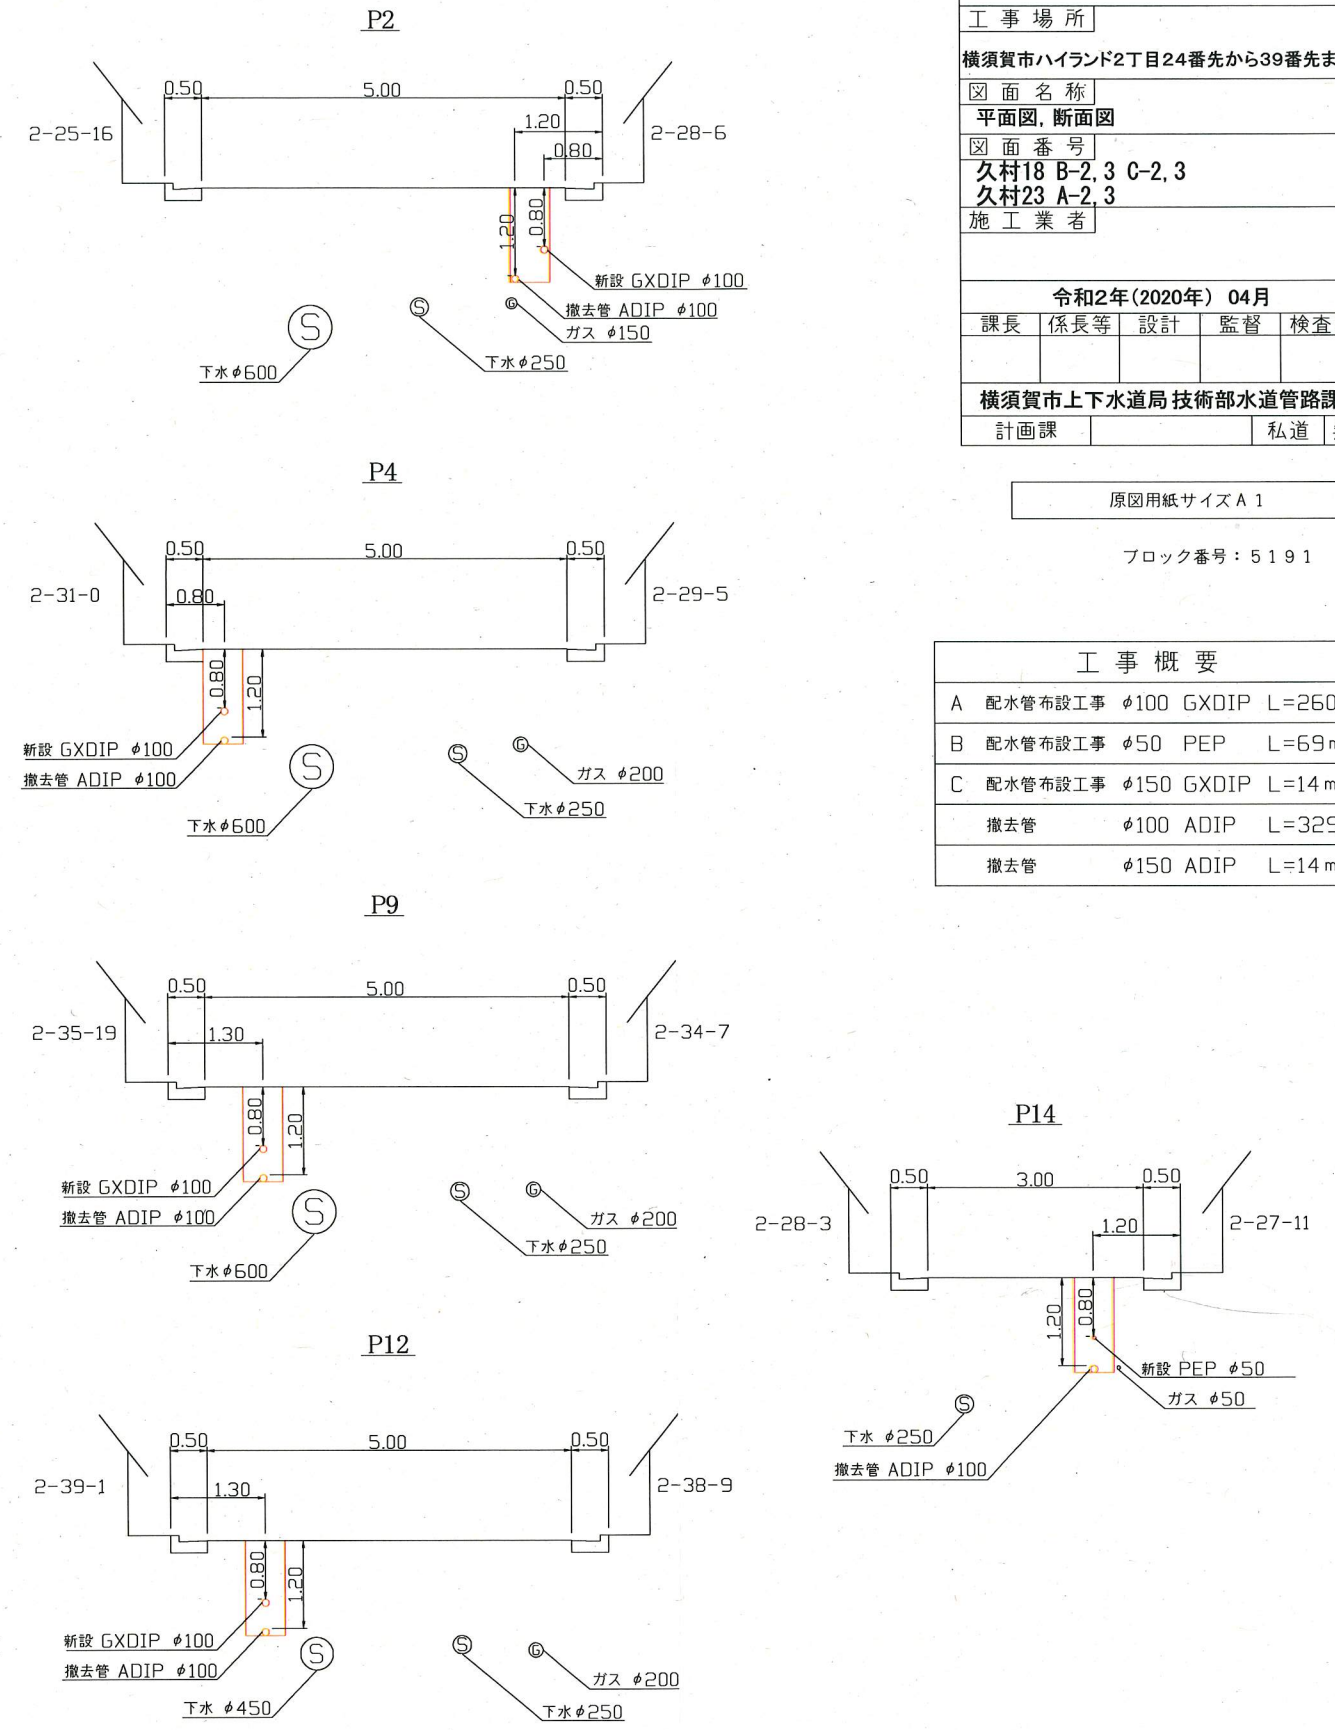 P2
0.50 5.00 0.50
1.20
2-25-16 2-28-6
0.80
1.20 0.80
新設 GXDIP φ100
撤去管 ADIP φ100
ガス φ150
S S G
下水φ250
下水φ600
P4
0.50 5.00 0.50
2-31-0 0.80 2-29-5
0.80 1.20
新設 GXDIP φ100
撤去管 ADIP φ100
S S G
ガス φ200
下水φ250
下水φ600
P9
0.50 5.00 0.50
2-35-19 1.30 2-34-7
0.80 1.20
新設 GXDIP φ100
撤去管 ADIP φ100
S S G
ガス φ200
下水φ250
下水φ600
P12
0.50 5.00 0.50
2-39-1 1.30 2-38-9
0.80 1.20
新設 GXDIP φ100
撤去管 ADIP φ100
S S G
ガス φ200
下水 φ450
下水φ250
工事場所
横須賀市ハイランド2丁目24番先から39番先ま
図面名称
平面図, 断面図
図面番号
久村18 B-2,3 C-2,3
久村23 A-2,3
施工業者
令和2年(2020年) 04月
課長 係長等 設計 監督 検査
横須賀市上下水道局技術部水道管路課
計画課 私道
原図用紙サイズA1
ブロック番号：5191
工事概要
A 配水管布設工事 φ100 GXDIP L=260
B 配水管布設工事 φ50 PEP L=69m
C 配水管布設工事 φ150 GXDIP L=14m
撤去管 φ100 ADIP L=329
撤去管 φ150 ADIP L=14m
P14
0.50 3.00 0.50
2-28-3 1.20 2-27-11
1.20 0.80
新設 PEP φ50
ガス φ50
S
下水 φ250
撤去管 ADIP φ100